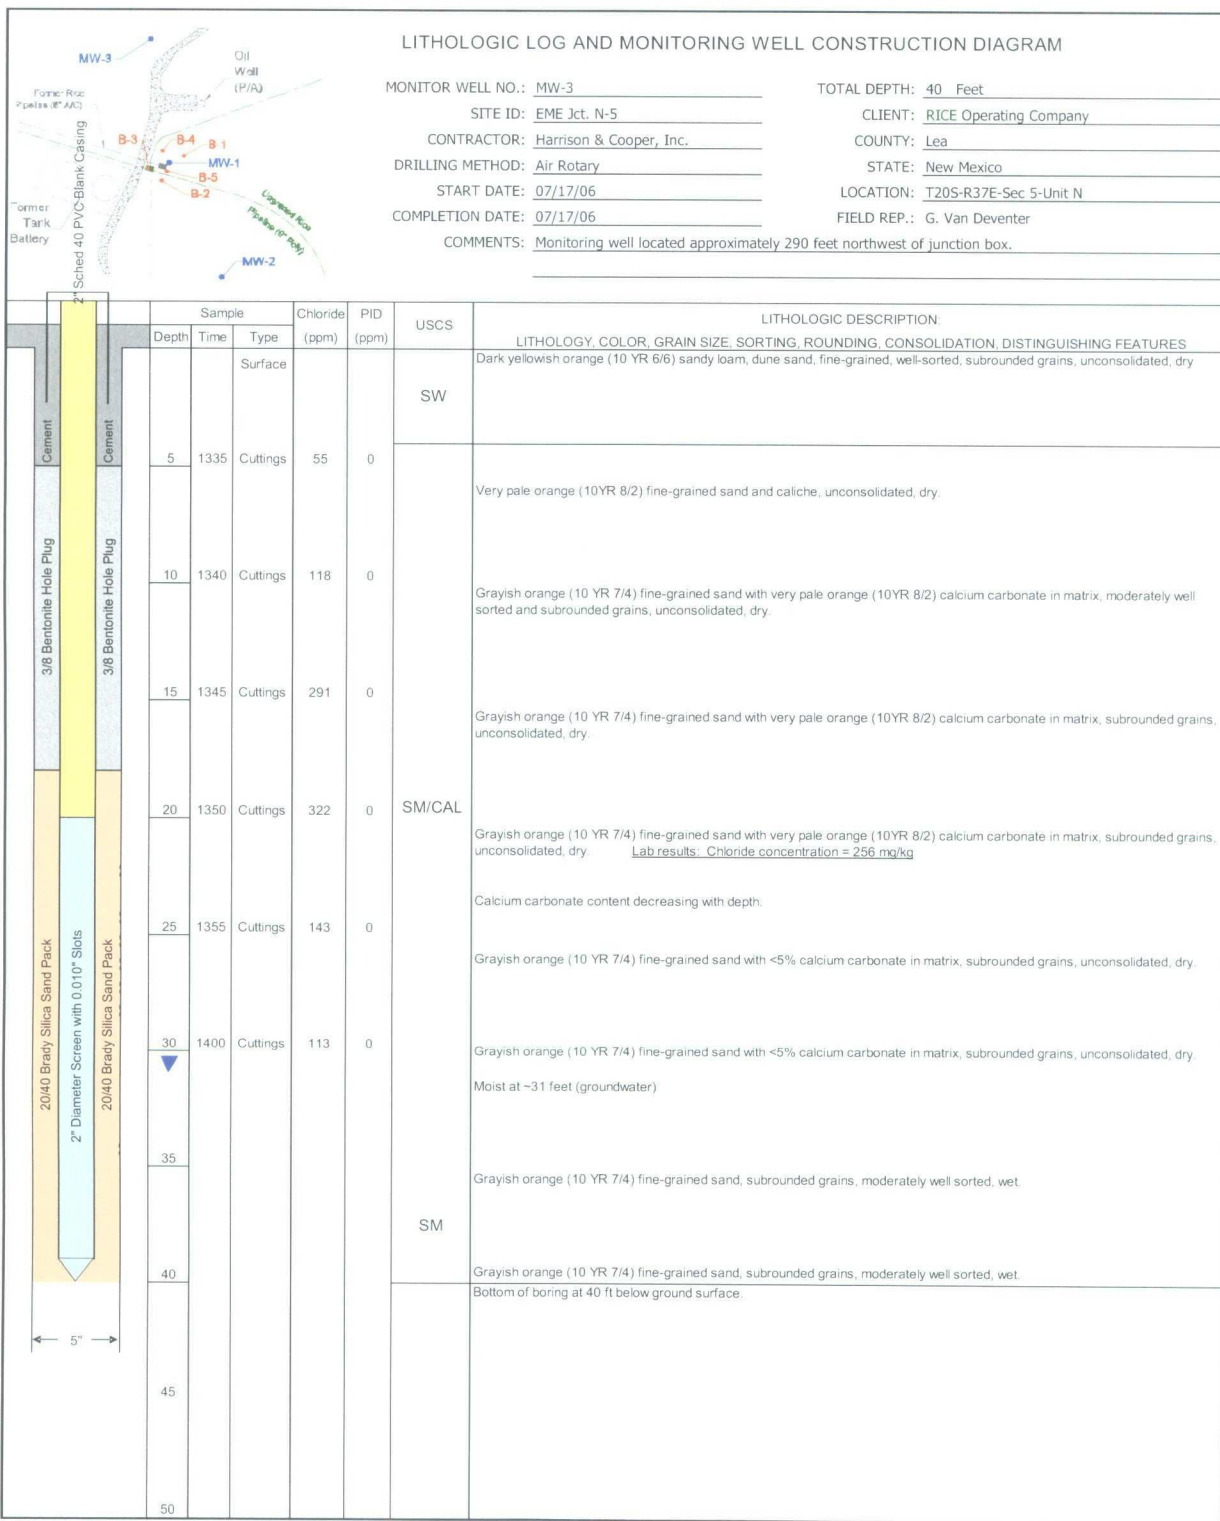 LITHOLOGIC LOG AND MONITORING WELL CONSTRUCTION DIAGRAM
MW-3
Oil
Well
(P/A)
Former Rice
Pipeline (6" A/C)
B-3
B-4
B-1
MW-1
B-5
B-2
Former
Tank
Battery
Rice
Pipeline (6" Poly)
MW-2
2" Sched 40 PVC Blank Casing
MONITOR WELL NO.: MW-3
TOTAL DEPTH: 40 Feet
SITE ID: EME Jct. N-5
CLIENT: RICE Operating Company
CONTRACTOR: Harrison & Cooper, Inc.
COUNTY: Lea
DRILLING METHOD: Air Rotary
STATE: New Mexico
START DATE: 07/17/06
LOCATION: T20S-R37E-Sec 5-Unit N
COMPLETION DATE: 07/17/06
FIELD REP.: G. Van Deventer
COMMENTS: Monitoring well located approximately 290 feet northwest of junction box.
Sample Chloride PID USCS LITHOLOGIC DESCRIPTION:
Depth Time Type (ppm) (ppm) LITHOLOGY, COLOR, GRAIN SIZE, SORTING, ROUNDING, CONSOLIDATION, DISTINGUISHING FEATURES
Surface
Dark yellowish orange (10 YR 6/6) sandy loam, dune sand, fine-grained, well-sorted, subrounded grains, unconsolidated, dry
SW
Cement
Cement
5 1335 Cuttings 55 0
Very pale orange (10YR 8/2) fine-grained sand and caliche, unconsolidated, dry.
3/8 Bentonite Hole Plug
3/8 Bentonite Hole Plug
10 1340 Cuttings 118 0
Grayish orange (10 YR 7/4) fine-grained sand with very pale orange (10YR 8/2) calcium carbonate in matrix, moderately well
sorted and subrounded grains, unconsolidated, dry.
15 1345 Cuttings 291 0
Grayish orange (10 YR 7/4) fine-grained sand with very pale orange (10YR 8/2) calcium carbonate in matrix, subrounded grains,
unconsolidated, dry.
20 1350 Cuttings 322 0 SM/CAL
Grayish orange (10 YR 7/4) fine-grained sand with very pale orange (10YR 8/2) calcium carbonate in matrix, subrounded grains,
unconsolidated, dry. Lab results: Chloride concentration = 256 mg/kg
Calcium carbonate content decreasing with depth.
25 1355 Cuttings 143 0
20/40 Brady Silica Sand Pack
2" Diameter Screen with 0.010" Slots
20/40 Brady Silica Sand Pack
Grayish orange (10 YR 7/4) fine-grained sand with <5% calcium carbonate in matrix, subrounded grains, unconsolidated, dry.
30 1400 Cuttings 113 0
Grayish orange (10 YR 7/4) fine-grained sand with <5% calcium carbonate in matrix, subrounded grains, unconsolidated, dry
Moist at ~31 feet (groundwater)
35
Grayish orange (10 YR 7/4) fine-grained sand, subrounded grains, moderately well sorted, wet.
SM
40
Grayish orange (10 YR 7/4) fine-grained sand, subrounded grains, moderately well sorted, wet.
Bottom of boring at 40 ft below ground surface.
5"
45
50